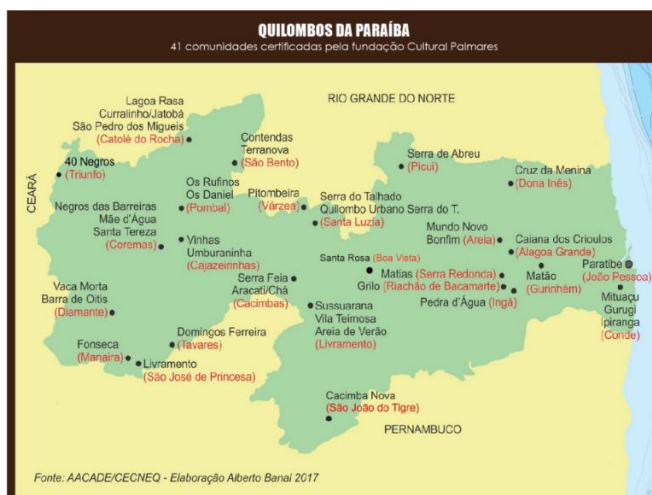 QUILOMBOS DA PARAÍBA
41 comunidades certificadas pela fundação Cultural Palmares
RIO GRANDE DO NORTE
CEARÁ
PERNAMBUCO
Lagoa Rasa
Curralinho/Jatobá
São Pedro dos Migueis
(Catolé do Rocha)
40 Negros
(Triunfo)
Contendas
Terranova
(São Bento)
Serra de Abreu
(Picui)
Cruz da Menina
(Dona Inês)
Os Rufinos
Os Daniel
(Pombal)
Pitombeira
(Várzea)
Serra do Talhado
Quilombo Urbano Serra do T.
(Santa Luzia)
Negros das Barreiras
Mãe d'Água
Santa Tereza
(Coremas)
Vinhas
Umburaninha
(Cajazeirinhas)
Mundo Novo
Bonfim (Areia)
Caiana dos Crioulos
(Alagoa Grande)
Santa Rosa (Boa Vista)
Matias (Serra Redonda)
Grilo (Riachão de Bacamarte)
Pedra d'Água (Ingá)
Matão
(Gurinhém)
Paratibe
(João Pessoa)
Mituaçu
Gurugi
Ipiranga
(Conde)
Serra Feia
Aracati/Chá
(Cacimbas)
Vaca Morta
Barra de Oitis
(Diamante)
Sussuarana
Vila Teimosa
Areia de Verão
(Livramento)
Domingos Ferreira
(Tavares)
Fonseca
(Manaira)
Livramento
(São José de Princesa)
Cacimba Nova
(São João do Tigre)
Fonte: AACADE/CECNEQ - Elaboração Alberto Banal 2017